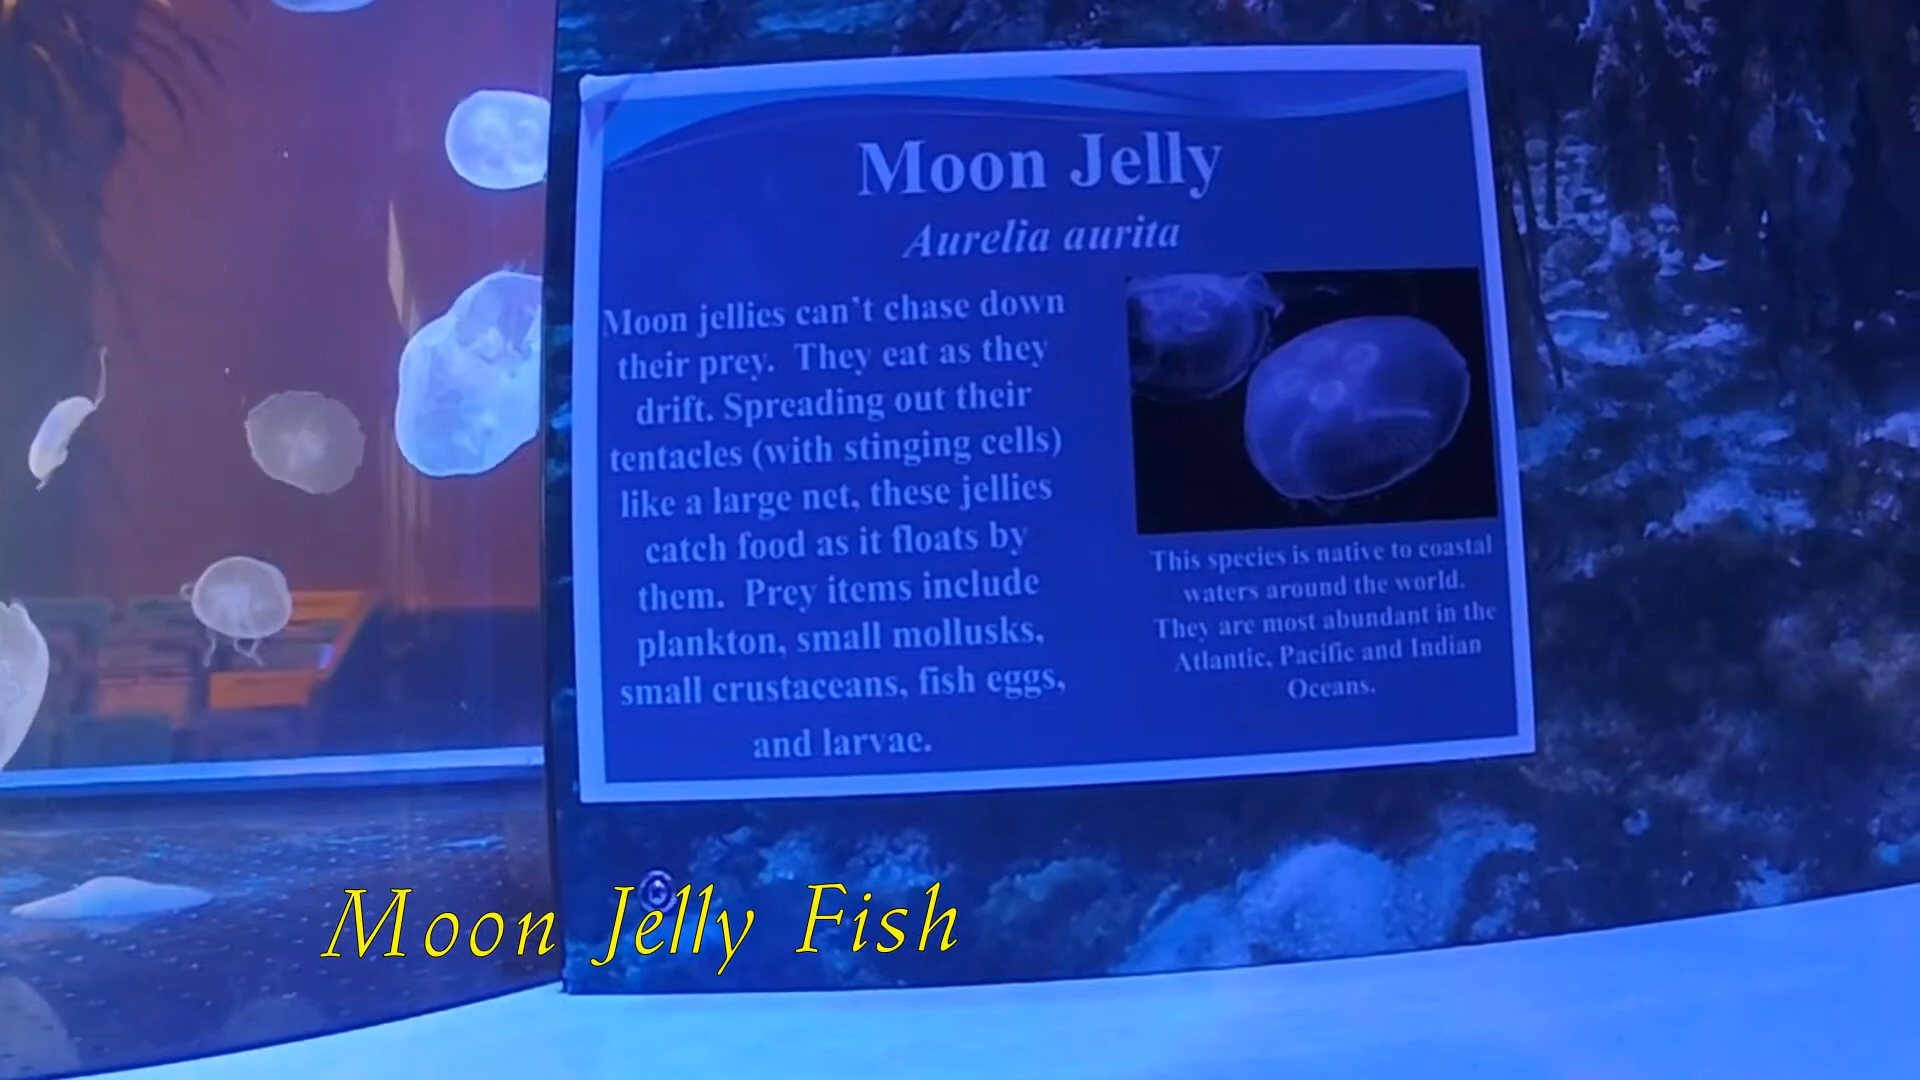 Moon Jelly
Aurelia aurita
Moon jellies can't chase down
their prey. They eat as they
drift. Spreading out their
tentacles (with stinging cells)
like a large net, these jellies
catch food as it floats by
them. Prey items include
plankton, small mollusks,
small crustaceans, fish eggs,
and larvae.
This species is native to coastal
waters around the world.
They are most abundant in the
Atlantic, Pacific and Indian
Oceans.
Moon Jelly Fish